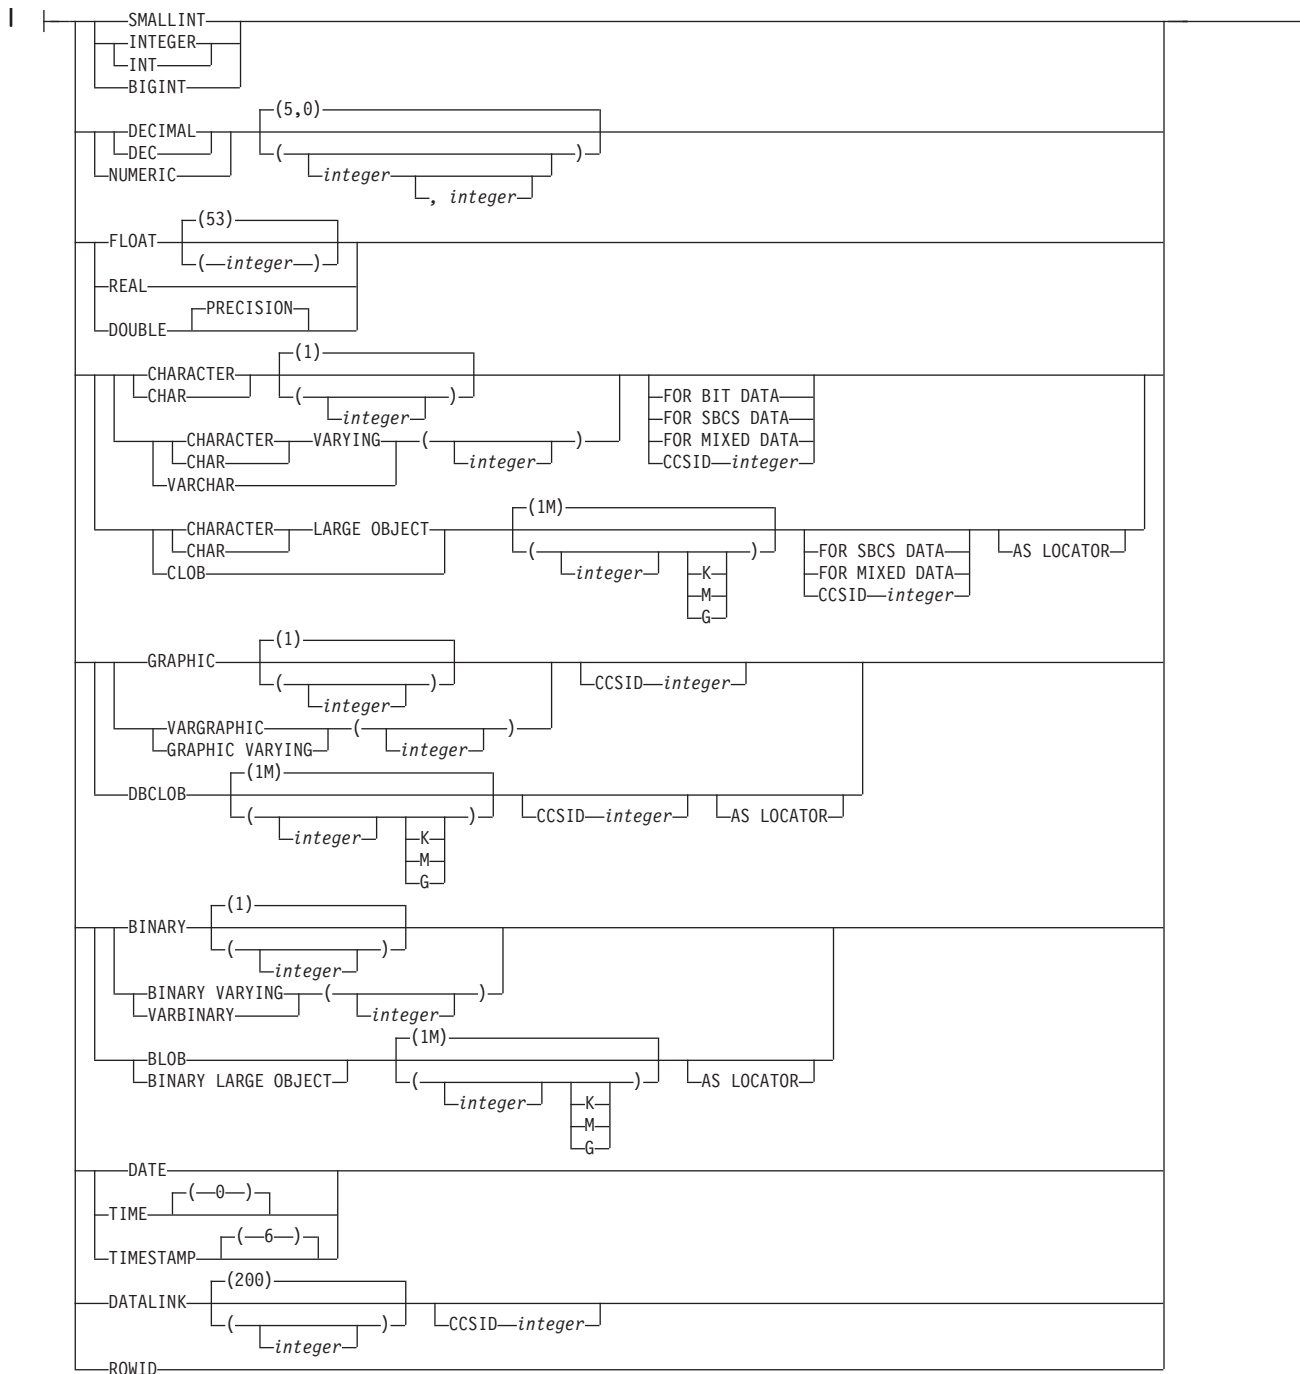 SMALLINT
INTEGER
INT
BIGINT
(5,0)
DECIMAL
DEC ( )
NUMERIC integer
, integer
(53)
FLOAT
( integer )
REAL
PRECISION
DOUBLE
(1)
CHARACTER
CHAR ( ) FOR BIT DATA
integer FOR SBCS DATA
CHARACTER VARYING ( ) FOR MIXED DATA
CHAR integer CCSID integer
VARCHAR
(1M)
CHARACTER LARGE OBJECT
CHAR ( ) FOR SBCS DATA AS LOCATOR
CLOB integer K FOR MIXED DATA
M CCSID integer
G
(1)
GRAPHIC
( ) CCSID integer
integer
VARGRAPHIC ( )
GRAPHIC VARYING integer
(1M)
DBCLOB
( ) CCSID integer AS LOCATOR
integer K
M
G
(1)
BINARY
( )
integer
BINARY VARYING ( )
VARBINARY integer
(1M)
BLOB
BINARY LARGE OBJECT ( ) AS LOCATOR
integer K
M
G
DATE
( 0 )
TIME
( 6 )
TIMESTAMP
(200)
DATALINK
( ) CCSID integer
integer
ROWID